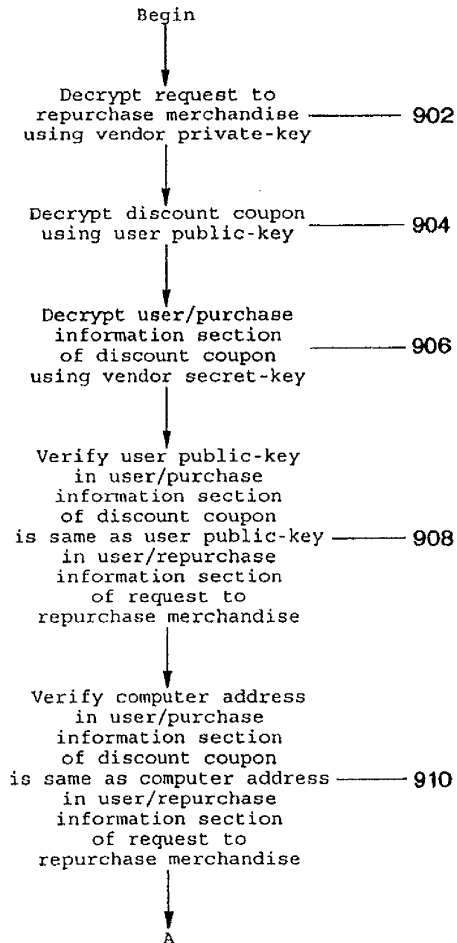 Begin
Decrypt request to
repurchase merchandise
using vendor private-key
902
Decrypt discount coupon
using user public-key
904
Decrypt user/purchase
information section
of discount coupon
using vendor secret-key
906
Verify user public-key
in user/purchase
information section
of discount coupon
is same as user public-key
in user/repurchase
information section
of request to
repurchase merchandise
908
Verify computer address
in user/purchase
information section
of discount coupon
is same as computer address
in user/repurchase
information section
of request to
repurchase merchandise
910
A